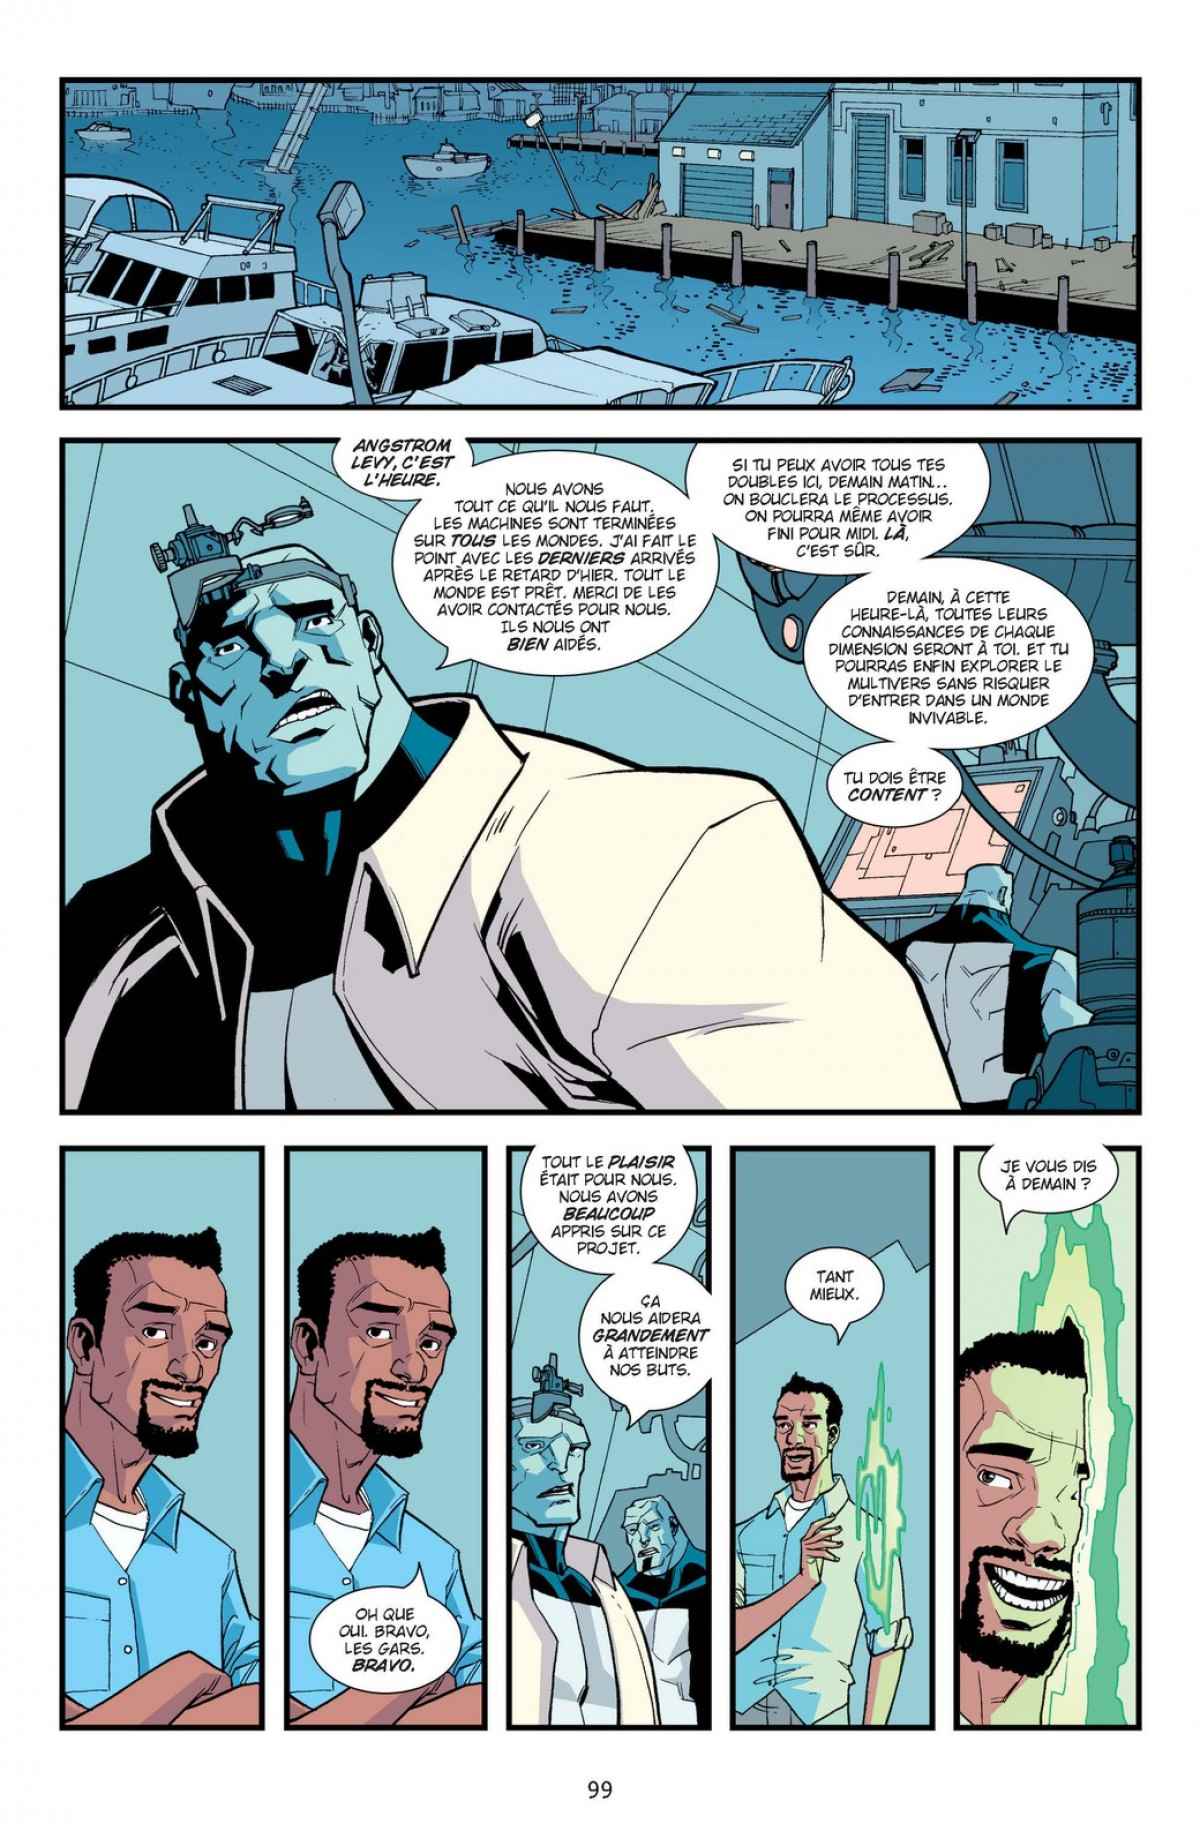 ANGSTROM
LEVY, C'EST
L'HEURE.
NOUS AVONS
TOUT CE QU'IL NOUS FAUT.
LES MACHINES SONT TERMINÉES
SUR TOUS LES MONDES. J'AI FAIT LE
POINT AVEC LES DERNIERS ARRIVÉS
APRÈS LE RETARD D'HIER. TOUT LE
MONDE EST PRÊT. MERCI DE LES
AVOIR CONTACTÉS POUR NOUS.
ILS NOUS ONT
BIEN AIDÉS.
SI TU PEUX AVOIR TOUS TES
DOUBLES ICI, DEMAIN MATIN...
ON BOUCLERA LE PROCESSUS.
ON POURRA MÊME AVOIR
FINI POUR MIDI. LÀ,
C'EST SÛR.
DEMAIN, À CETTE
HEURE-LÀ, TOUTES LEURS
CONNAISSANCES DE CHAQUE
DIMENSION SERONT À TOI. ET TU
POURRAS ENFIN EXPLORER LE
MULTIVERS SANS RISQUER
D'ENTRER DANS UN MONDE
INVIVABLE.
TU DOIS ÊTRE
CONTENT ?
OH QUE
OUI. BRAVO,
LES GARS.
BRAVO.
TOUT LE PLAISIR
ÉTAIT POUR NOUS.
NOUS AVONS
BEAUCOUP
APPRIS SUR CE
PROJET.
ÇA
NOUS AIDERA
GRANDEMENT
À ATTEINDRE
NOS BUTS.
TANT
MIEUX.
JE VOUS DIS
À DEMAIN ?
99